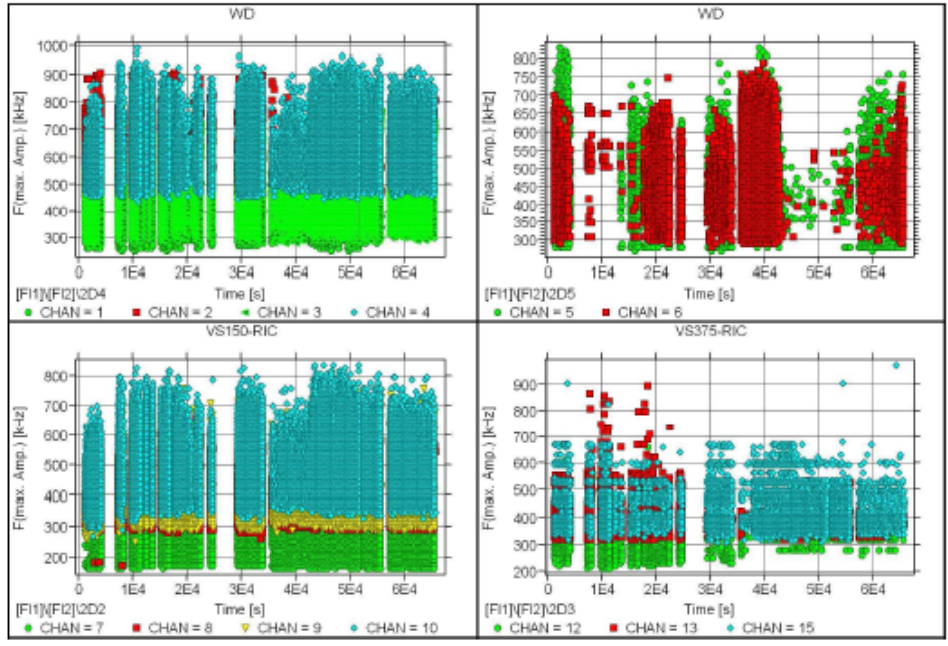 WD
F(max. Amp.) [kHz]
1000
900
800
700
600
500
400
300
0 1E4 2E4 3E4 4E4 5E4 6E4
[FI1]\[FI2]\2D4 Time [s]
CHAN = 1 CHAN = 2 CHAN = 3 CHAN = 4
WD
F(max. Amp.) [kHz]
800
750
700
650
600
550
500
450
400
350
300
0 1E4 2E4 3E4 4E4 5E4 6E4
[FI1]\[FI2]\2D5 Time [s]
CHAN = 5 CHAN = 6
VS150-RIC
F(max. Amp.) [kHz]
800
700
600
500
400
300
200
0 1E4 2E4 3E4 4E4 5E4 6E4
[FI1]\[FI2]\2D2 Time [s]
CHAN = 7 CHAN = 8 CHAN = 9 CHAN = 10
VS375-RIC
F(max. Amp.) [kHz]
900
800
700
600
500
400
300
200
0 1E4 2E4 3E4 4E4 5E4 6E4
[FI1]\[FI2]\2D3 Time [s]
CHAN = 12 CHAN = 13 CHAN = 15